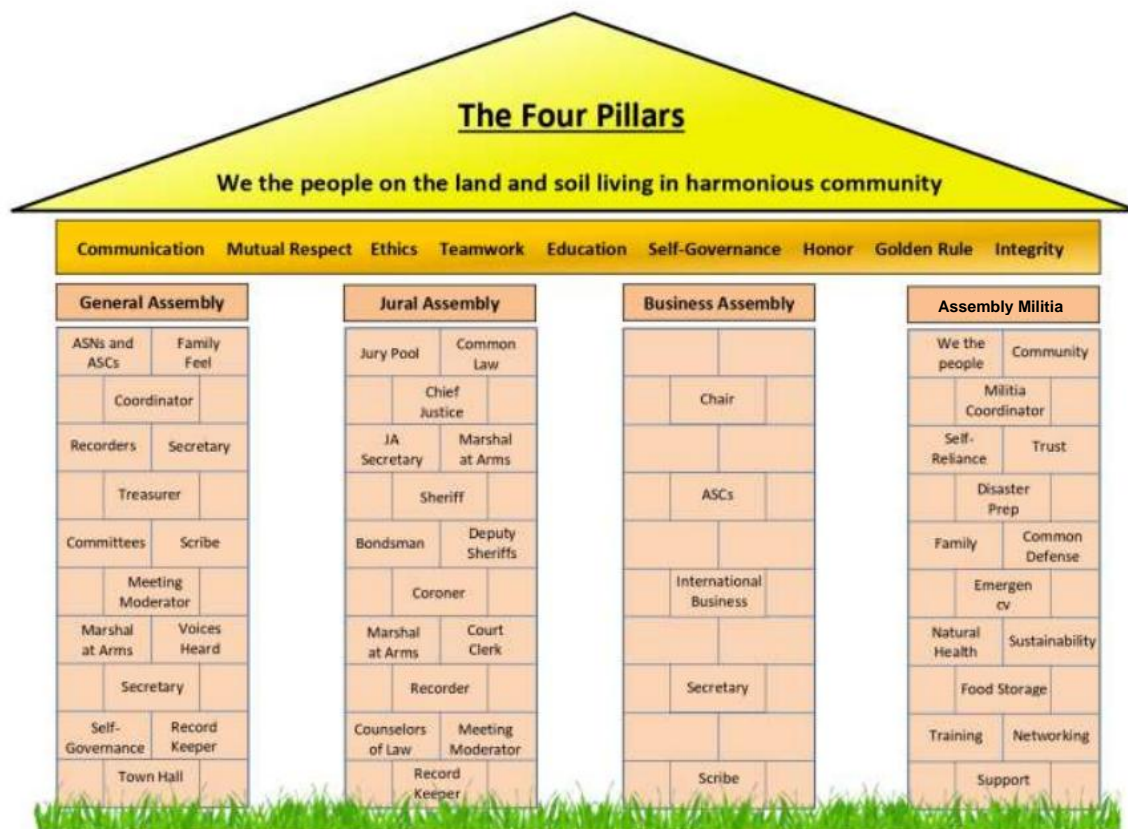 The Four Pillars
We the people on the land and soil living in harmonious community
Communication Mutual Respect Ethics Teamwork Education Self-Governance Honor Golden Rule Integrity
General Assembly
ASNs and
ASCs
Family
Feel
Coordinator
Recorders
Secretary
Treasurer
Committees
Scribe
Meeting
Moderator
Marshal
at Arms
Voices
Heard
Secretary
Self-
Governance
Record
Keeper
Town Hall
Jural Assembly
Jury Pool
Common
Law
Chief
Justice
JA
Secretary
Marshal
at Arms
Sheriff
Bondsman
Deputy
Sheriffs
Coroner
Marshal
at Arms
Court
Clerk
Recorder
Counselors
of Law
Meeting
Moderator
Record
Keeper
Business Assembly
Chair
ASCs
International
Business
Secretary
Scribe
Assembly Militia
We the
people
Community
Militia
Coordinator
Self-
Reliance
Trust
Disaster
Prep
Family
Common
Defense
Emergen
cy
Natural
Health
Sustainability
Food Storage
Training
Networking
Support